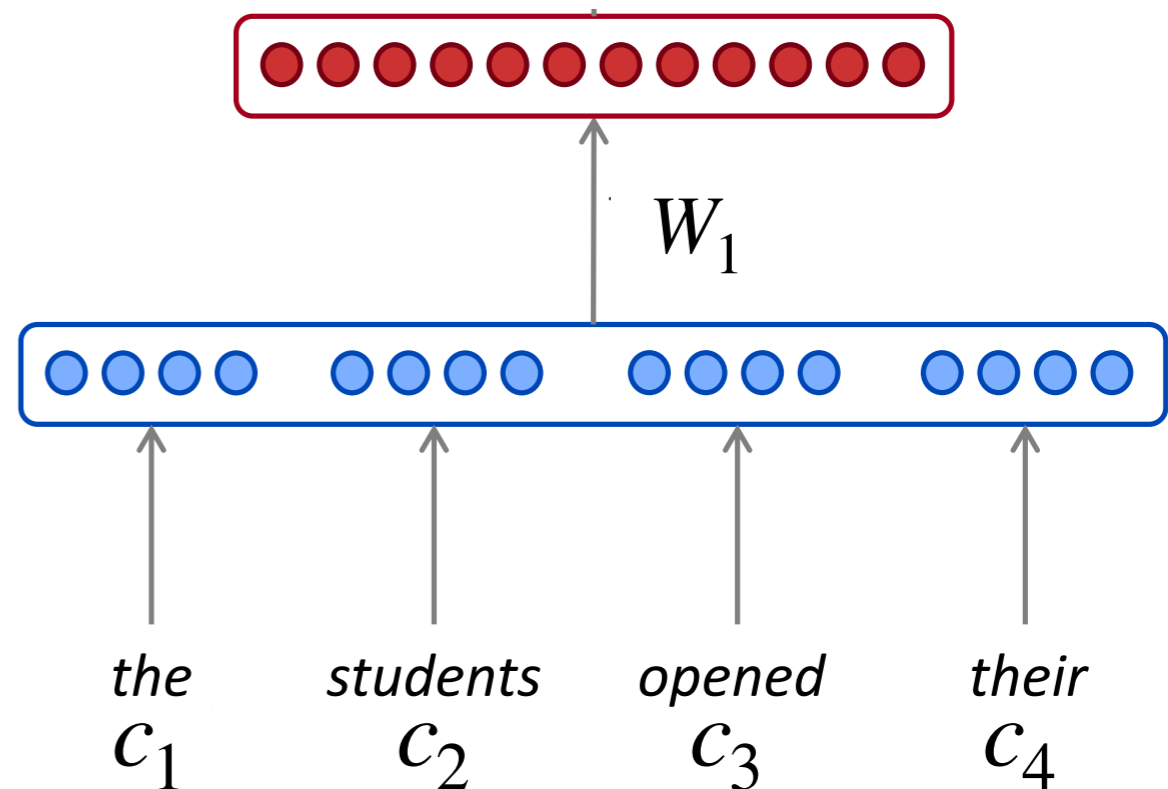 W₁
the students opened their
c₁ c₂ c₃ c₄